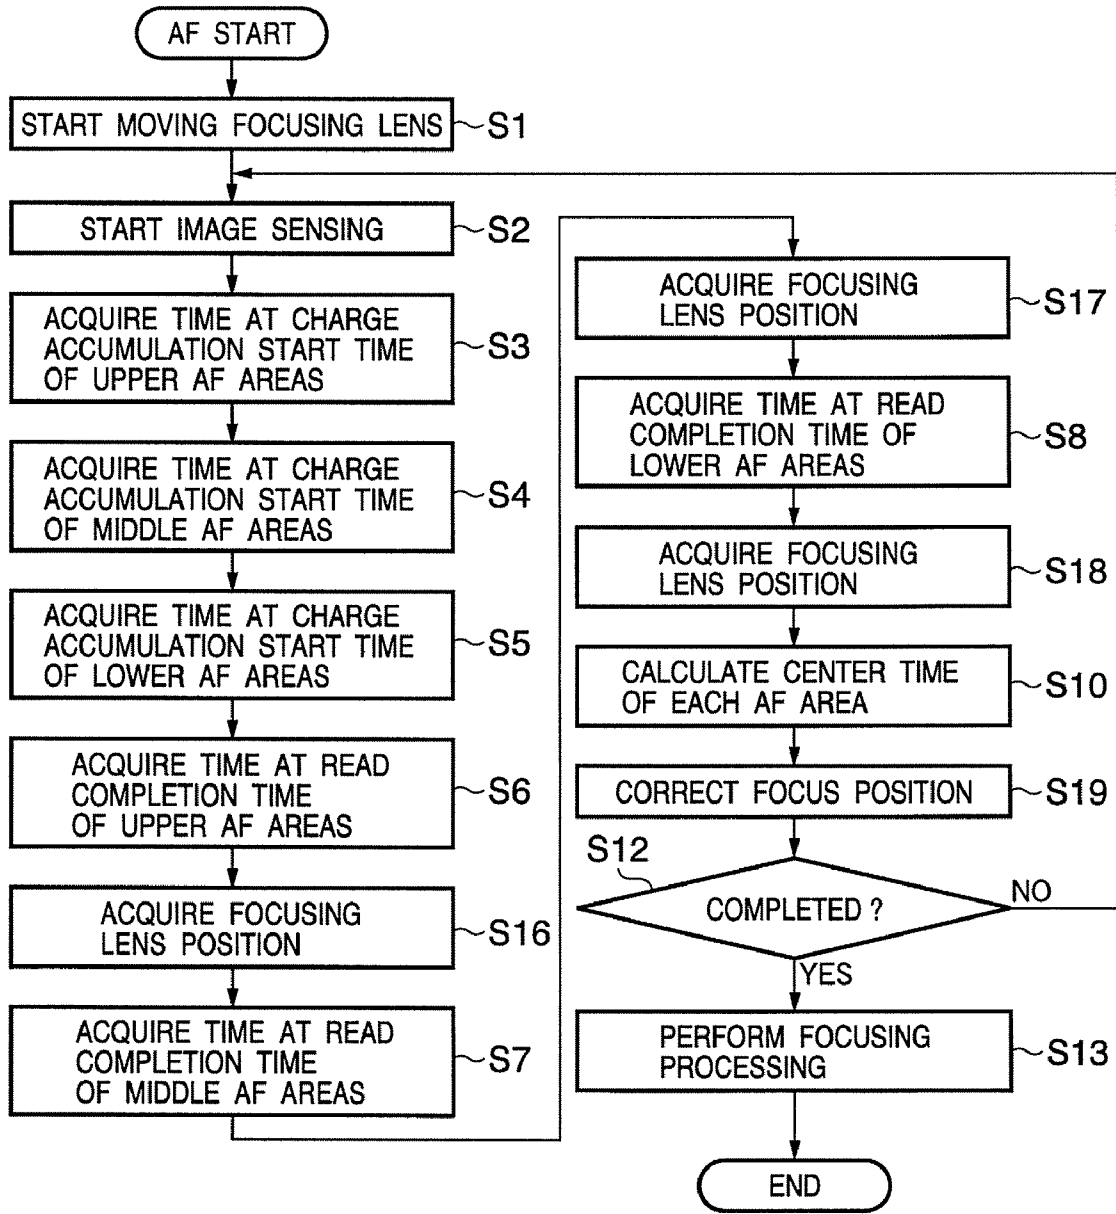 AF START
START MOVING FOCUSING LENS
S1
START IMAGE SENSING
S2
ACQUIRE TIME AT CHARGE
ACCUMULATION START TIME
OF UPPER AF AREAS
S3
ACQUIRE TIME AT CHARGE
ACCUMULATION START TIME
OF MIDDLE AF AREAS
S4
ACQUIRE TIME AT CHARGE
ACCUMULATION START TIME
OF LOWER AF AREAS
S5
ACQUIRE TIME AT READ
COMPLETION TIME
OF UPPER AF AREAS
S6
ACQUIRE FOCUSING
LENS POSITION
S16
ACQUIRE TIME AT READ
COMPLETION TIME
OF MIDDLE AF AREAS
S7
ACQUIRE FOCUSING
LENS POSITION
S17
ACQUIRE TIME AT READ
COMPLETION TIME OF
LOWER AF AREAS
S8
ACQUIRE FOCUSING
LENS POSITION
S18
CALCULATE CENTER TIME
OF EACH AF AREA
S10
CORRECT FOCUS POSITION
S19
S12
COMPLETED ?
NO
YES
PERFORM FOCUSING
PROCESSING
S13
END